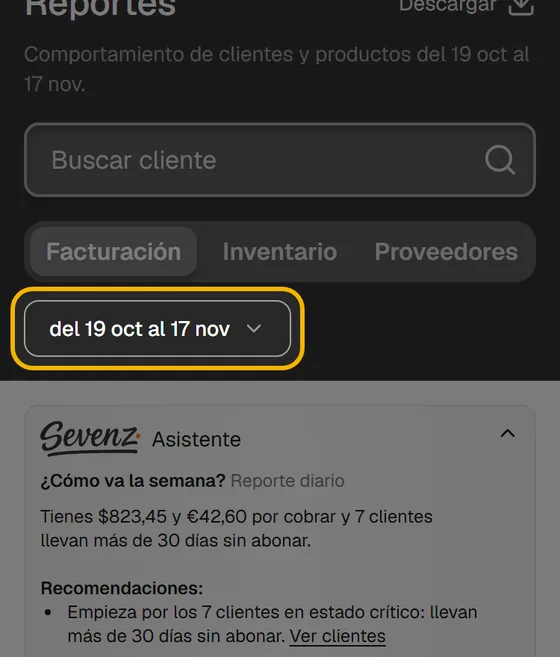 Reportes
Descargar
Comportamiento de clientes y productos del 19 oct al
17 nov.
Buscar cliente
Facturación Inventario Proveedores
del 19 oct al 17 nov
Sevenz Asistente
¿Cómo va la semana? Reporte diario
Tienes $823,45 y €42,60 por cobrar y 7 clientes
llevan más de 30 días sin abonar.
Recomendaciones:
• Empieza por los 7 clientes en estado crítico: llevan
más de 30 días sin abonar. Ver clientes